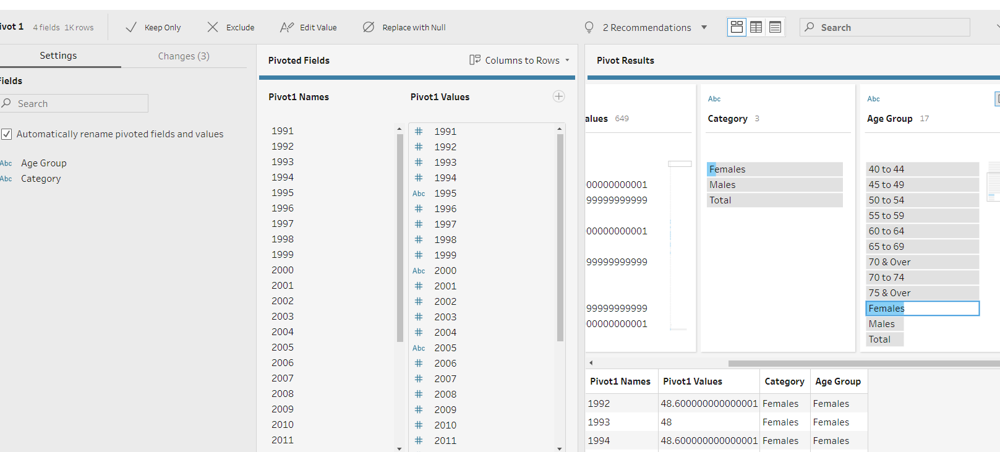 ivot 1 4 fields 1K rows Keep Only Exclude Edit Value Replace with Null 2 Recommendations Search
Settings Changes (3)
Fields
Search
Automatically rename pivoted fields and values
Abc Age Group
Abc Category
Pivoted Fields Columns to Rows
Pivot1 Names Pivot1 Values
1991 # 1991
1992 # 1992
1993 # 1993
1994 # 1994
1995 Abc 1995
1996 # 1996
1997 # 1997
1998 # 1998
1999 # 1999
2000 Abc 2000
2001 # 2001
2002 # 2002
2003 # 2003
2004 # 2004
2005 Abc 2005
2006 # 2006
2007 # 2007
2008 # 2008
2009 # 2009
2010 # 2010
2011 # 2011
Pivot Results
alues 649
00000000001
99999999999
00000000001
99999999999
99999999999
00000000001
Abc
Category 3
Females
Males
Total
Abc
Age Group 17
40 to 44
45 to 49
50 to 54
55 to 59
60 to 64
65 to 69
70 & Over
70 to 74
75 & Over
Females
Males
Total
Pivot1 Names Pivot1 Values Category Age Group
1992 48.600000000000001 Females Females
1993 48 Females Females
1994 48.600000000000001 Females Females